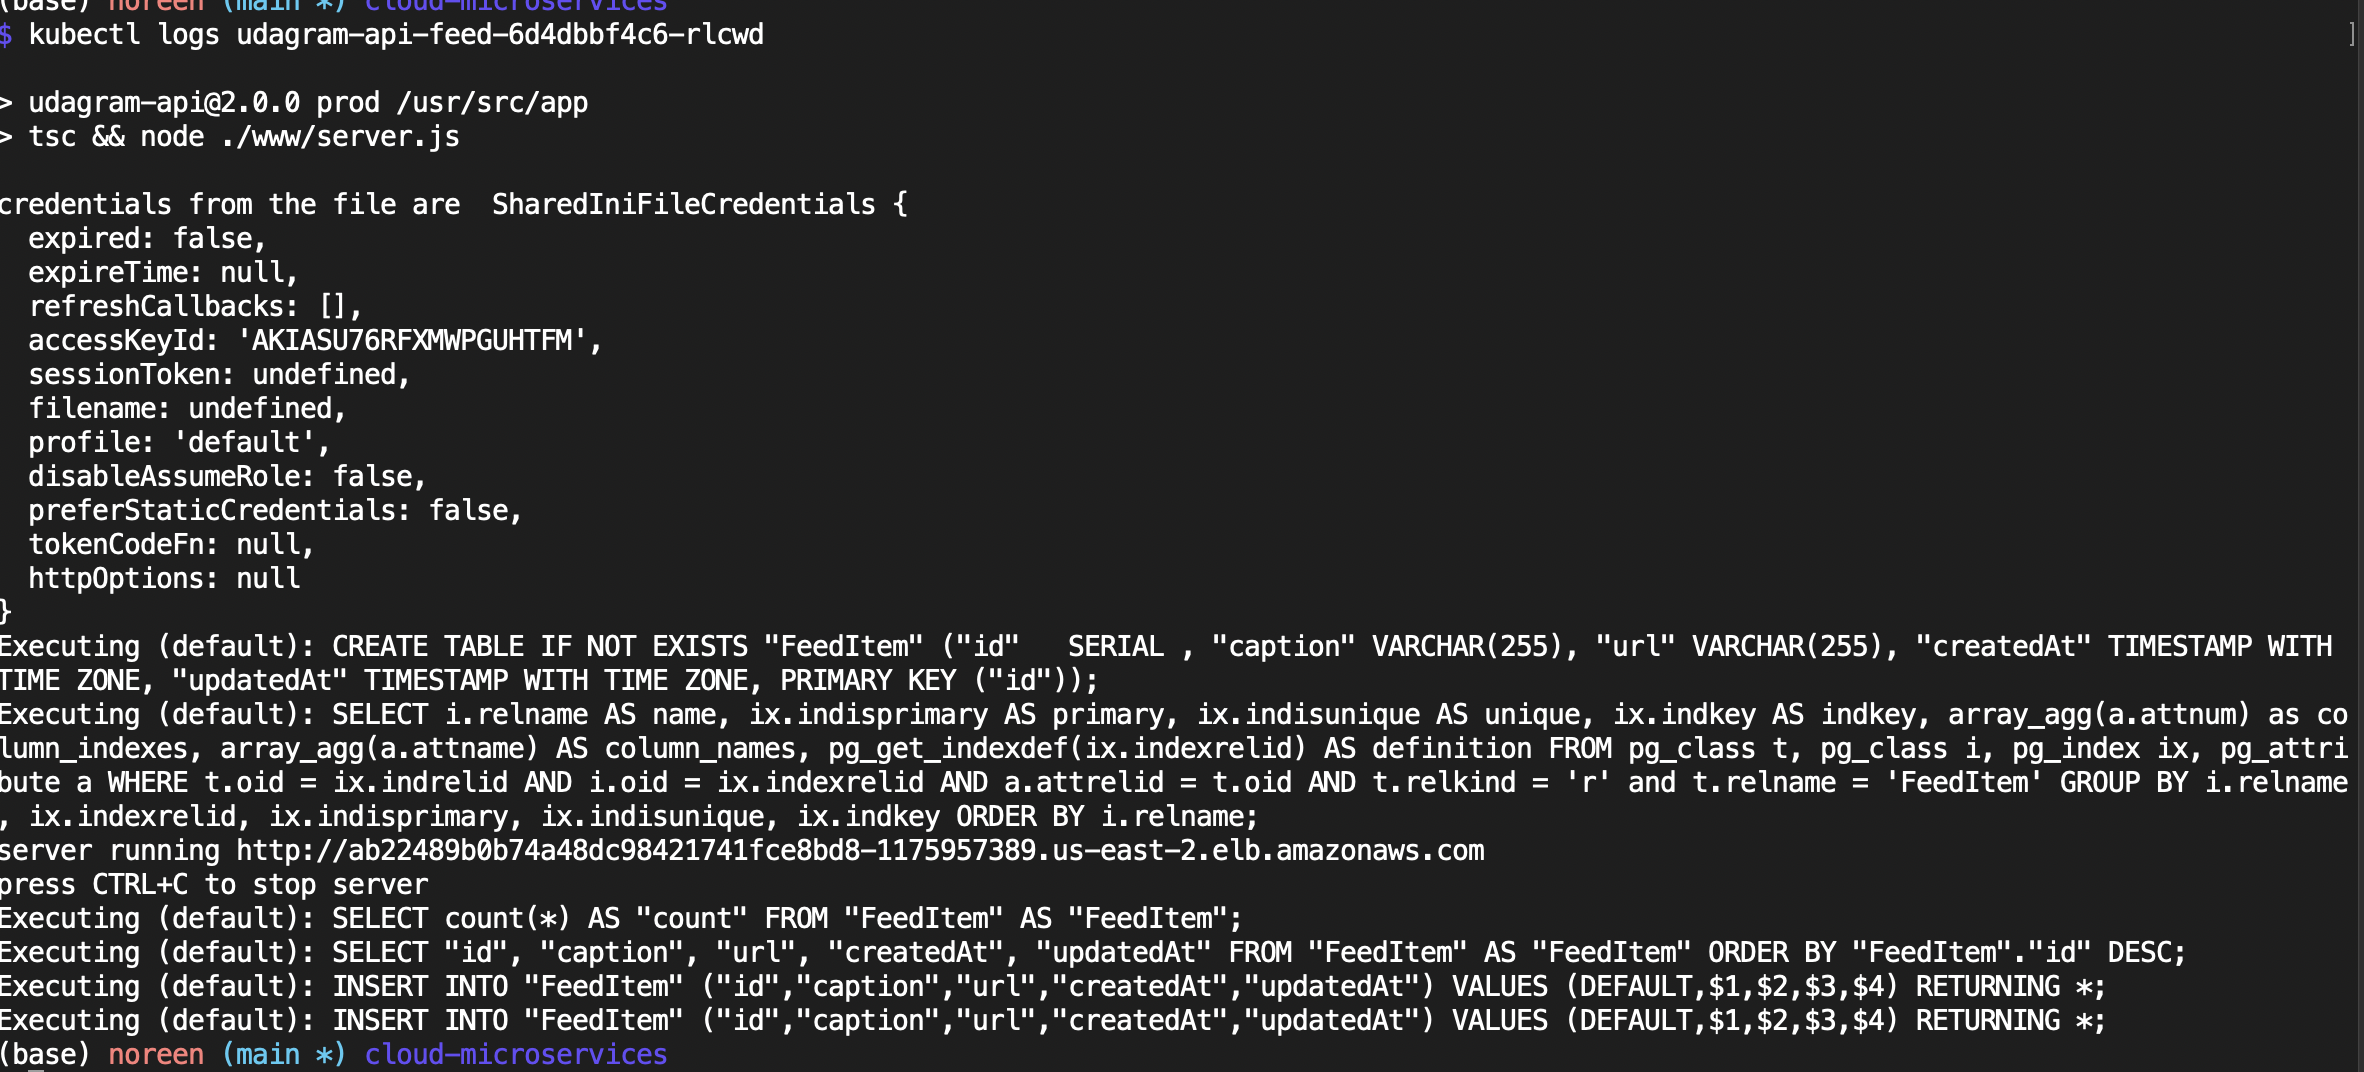 (base) noreen (main *) cloud-microservices
$ kubectl logs udagram-api-feed-6d4dbbf4c6-rlcwd ]
> udagram-api@2.0.0 prod /usr/src/app
> tsc && node ./www/server.js
credentials from the file are  SharedIniFileCredentials {
  expired: false,
  expireTime: null,
  refreshCallbacks: [],
  accessKeyId: 'AKIASU76RFXMWPGUHTFM',
  sessionToken: undefined,
  filename: undefined,
  profile: 'default',
  disableAssumeRole: false,
  preferStaticCredentials: false,
  tokenCodeFn: null,
  httpOptions: null
}
Executing (default): CREATE TABLE IF NOT EXISTS "FeedItem" ("id"   SERIAL , "caption" VARCHAR(255), "url" VARCHAR(255), "createdAt" TIMESTAMP WITH
TIME ZONE, "updatedAt" TIMESTAMP WITH TIME ZONE, PRIMARY KEY ("id"));
Executing (default): SELECT i.relname AS name, ix.indisprimary AS primary, ix.indisunique AS unique, ix.indkey AS indkey, array_agg(a.attnum) as co
lumn_indexes, array_agg(a.attname) AS column_names, pg_get_indexdef(ix.indexrelid) AS definition FROM pg_class t, pg_class i, pg_index ix, pg_attri
bute a WHERE t.oid = ix.indrelid AND i.oid = ix.indexrelid AND a.attrelid = t.oid AND t.relkind = 'r' and t.relname = 'FeedItem' GROUP BY i.relname
, ix.indexrelid, ix.indisprimary, ix.indisunique, ix.indkey ORDER BY i.relname;
server running http://ab22489b0b74a48dc98421741fce8bd8-1175957389.us-east-2.elb.amazonaws.com
press CTRL+C to stop server
Executing (default): SELECT count(*) AS "count" FROM "FeedItem" AS "FeedItem";
Executing (default): SELECT "id", "caption", "url", "createdAt", "updatedAt" FROM "FeedItem" AS "FeedItem" ORDER BY "FeedItem"."id" DESC;
Executing (default): INSERT INTO "FeedItem" ("id","caption","url","createdAt","updatedAt") VALUES (DEFAULT,$1,$2,$3,$4) RETURNING *;
Executing (default): INSERT INTO "FeedItem" ("id","caption","url","createdAt","updatedAt") VALUES (DEFAULT,$1,$2,$3,$4) RETURNING *;
(base) noreen (main *) cloud-microservices